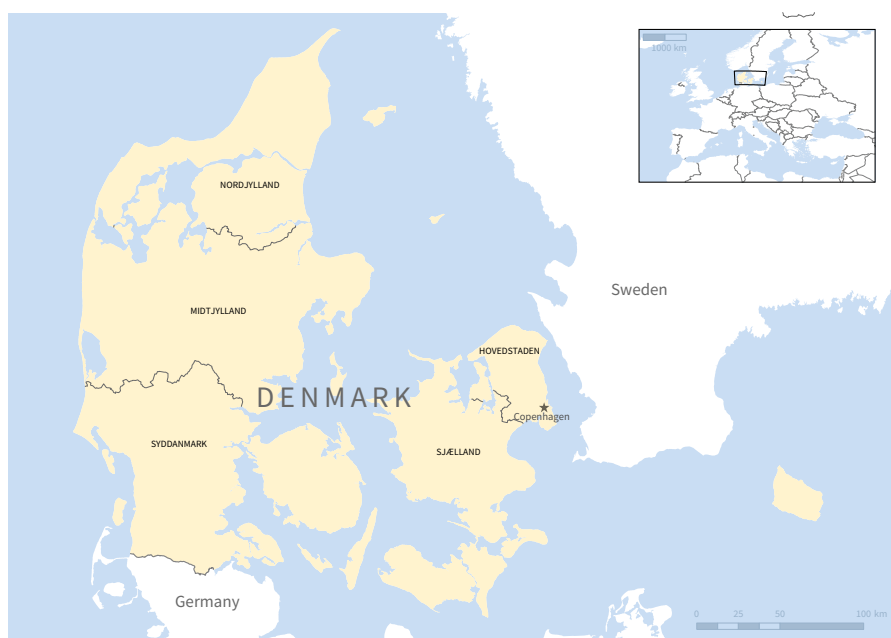 1000 km
NORDJYLLAND
Sweden
MIDTJYLLAND
HOVEDSTADEN
DENMARK
Copenhagen
SYDDANMARK
SJÆLLAND
Germany
0 25 50 100 km